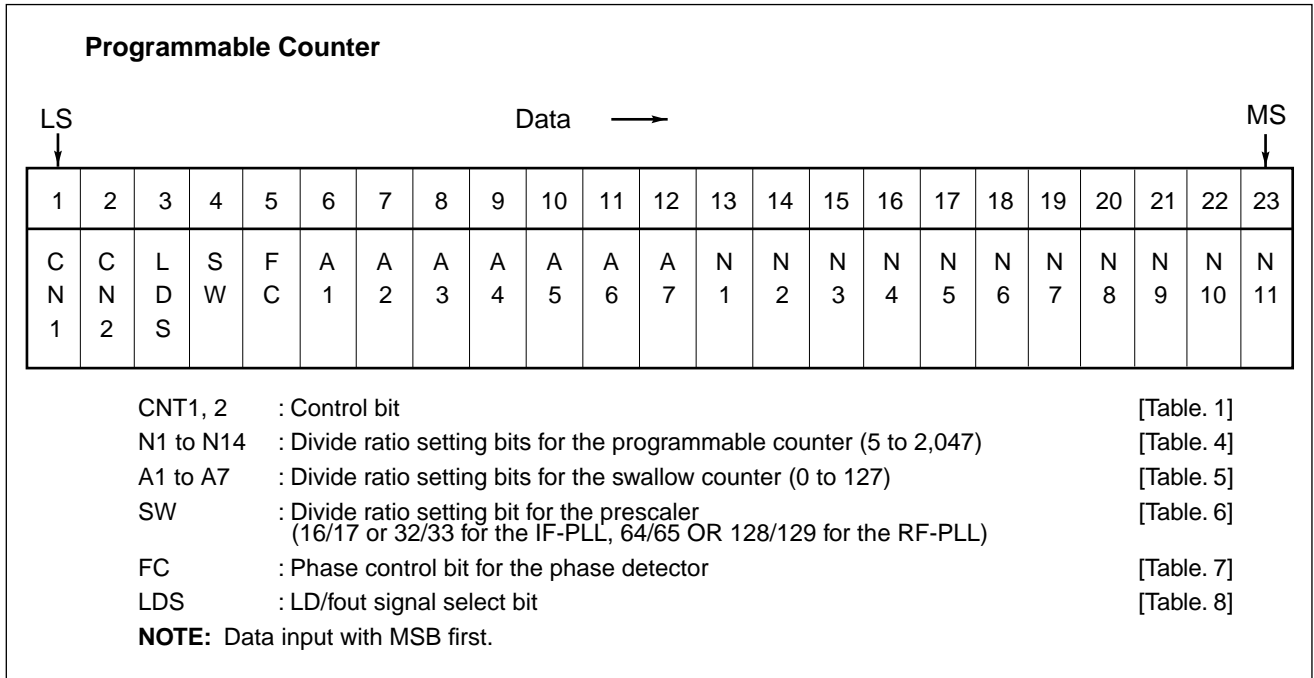 Programmable Counter
LS Data MS
1 2 3 4 5 6 7 8 9 10 11 12 13 14 15 16 17 18 19 20 21 22 23
C C L S F A A A A A A A N N N N N N N N N N N
N N D W C 1 2 3 4 5 6 7 1 2 3 4 5 6 7 8 9 10 11
1 2 S
CNT1, 2 : Control bit [Table. 1]
N1 to N14 : Divide ratio setting bits for the programmable counter (5 to 2,047) [Table. 4]
A1 to A7 : Divide ratio setting bits for the swallow counter (0 to 127) [Table. 5]
SW : Divide ratio setting bit for the prescaler [Table. 6]
(16/17 or 32/33 for the IF-PLL, 64/65 OR 128/129 for the RF-PLL)
FC : Phase control bit for the phase detector [Table. 7]
LDS : LD/fout signal select bit [Table. 8]
NOTE: Data input with MSB first.